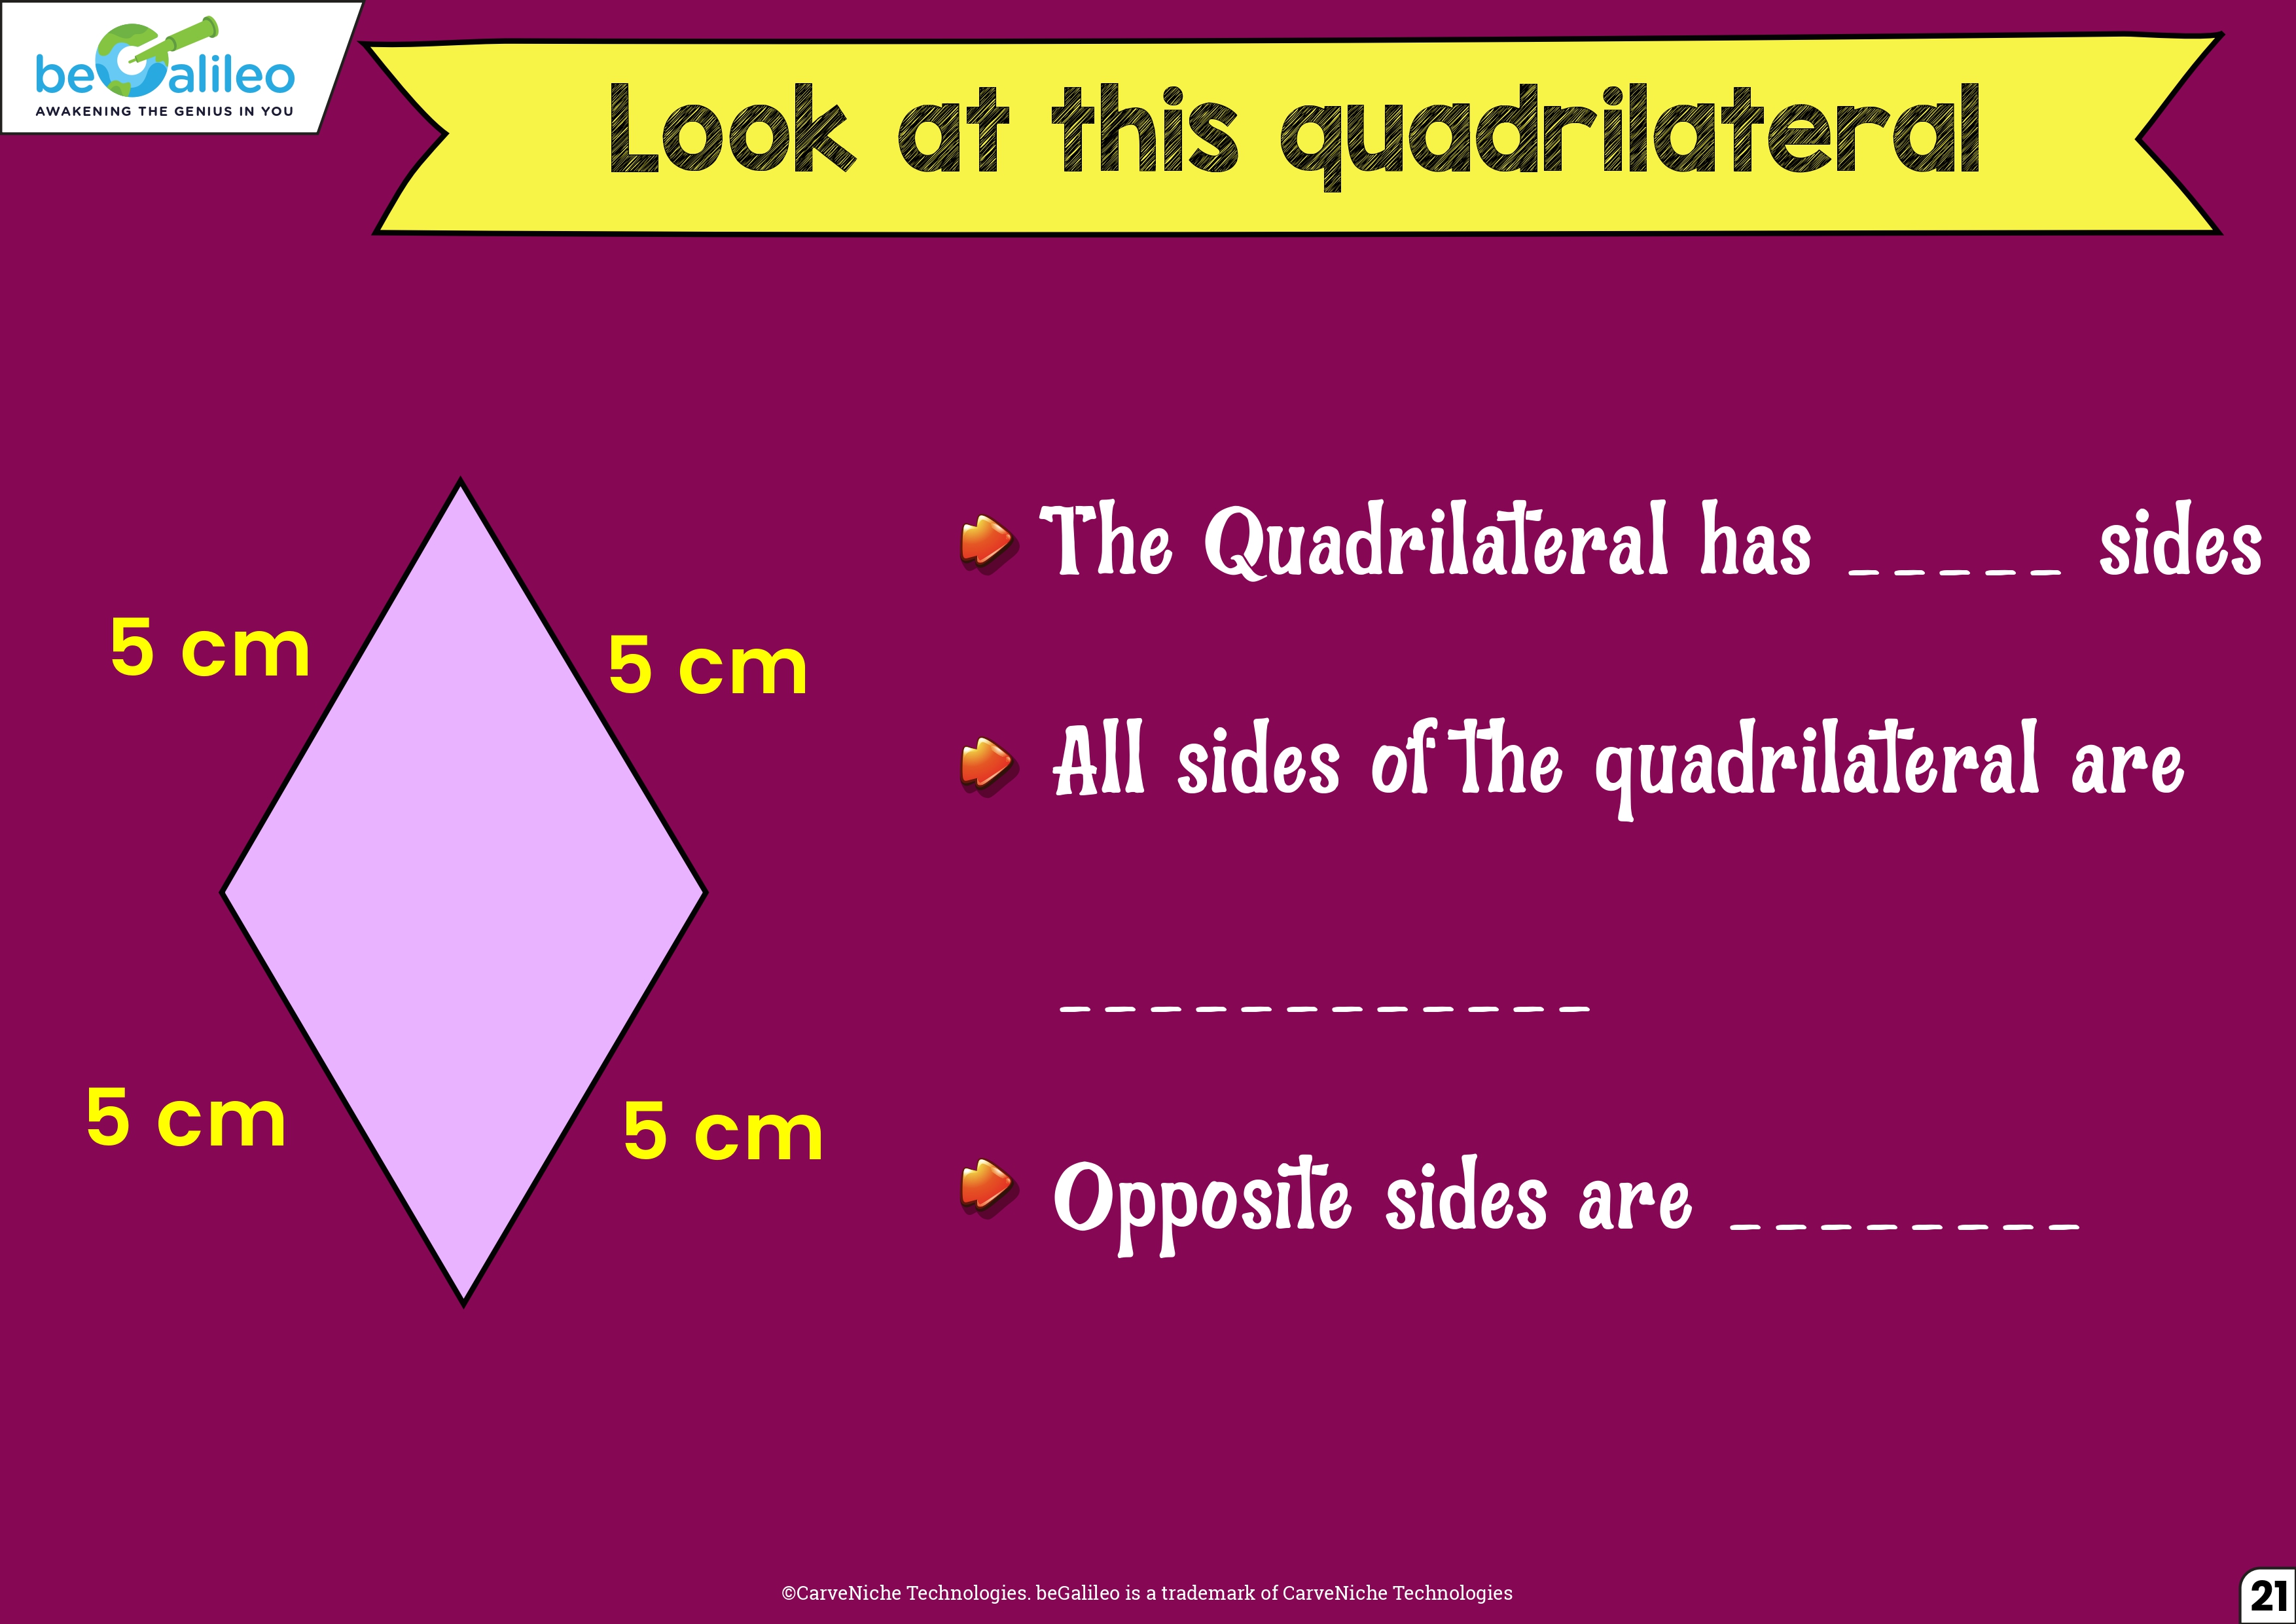 beGalileo
AWAKENING THE GENIUS IN YOU
Look at this quadrilateral
5 cm
5 cm
5 cm
5 cm
The Quadrilateral has _____ sides
All sides of the quadrilateral are
____________
Opposite sides are ________
©CarveNiche Technologies. beGalileo is a trademark of CarveNiche Technologies
21